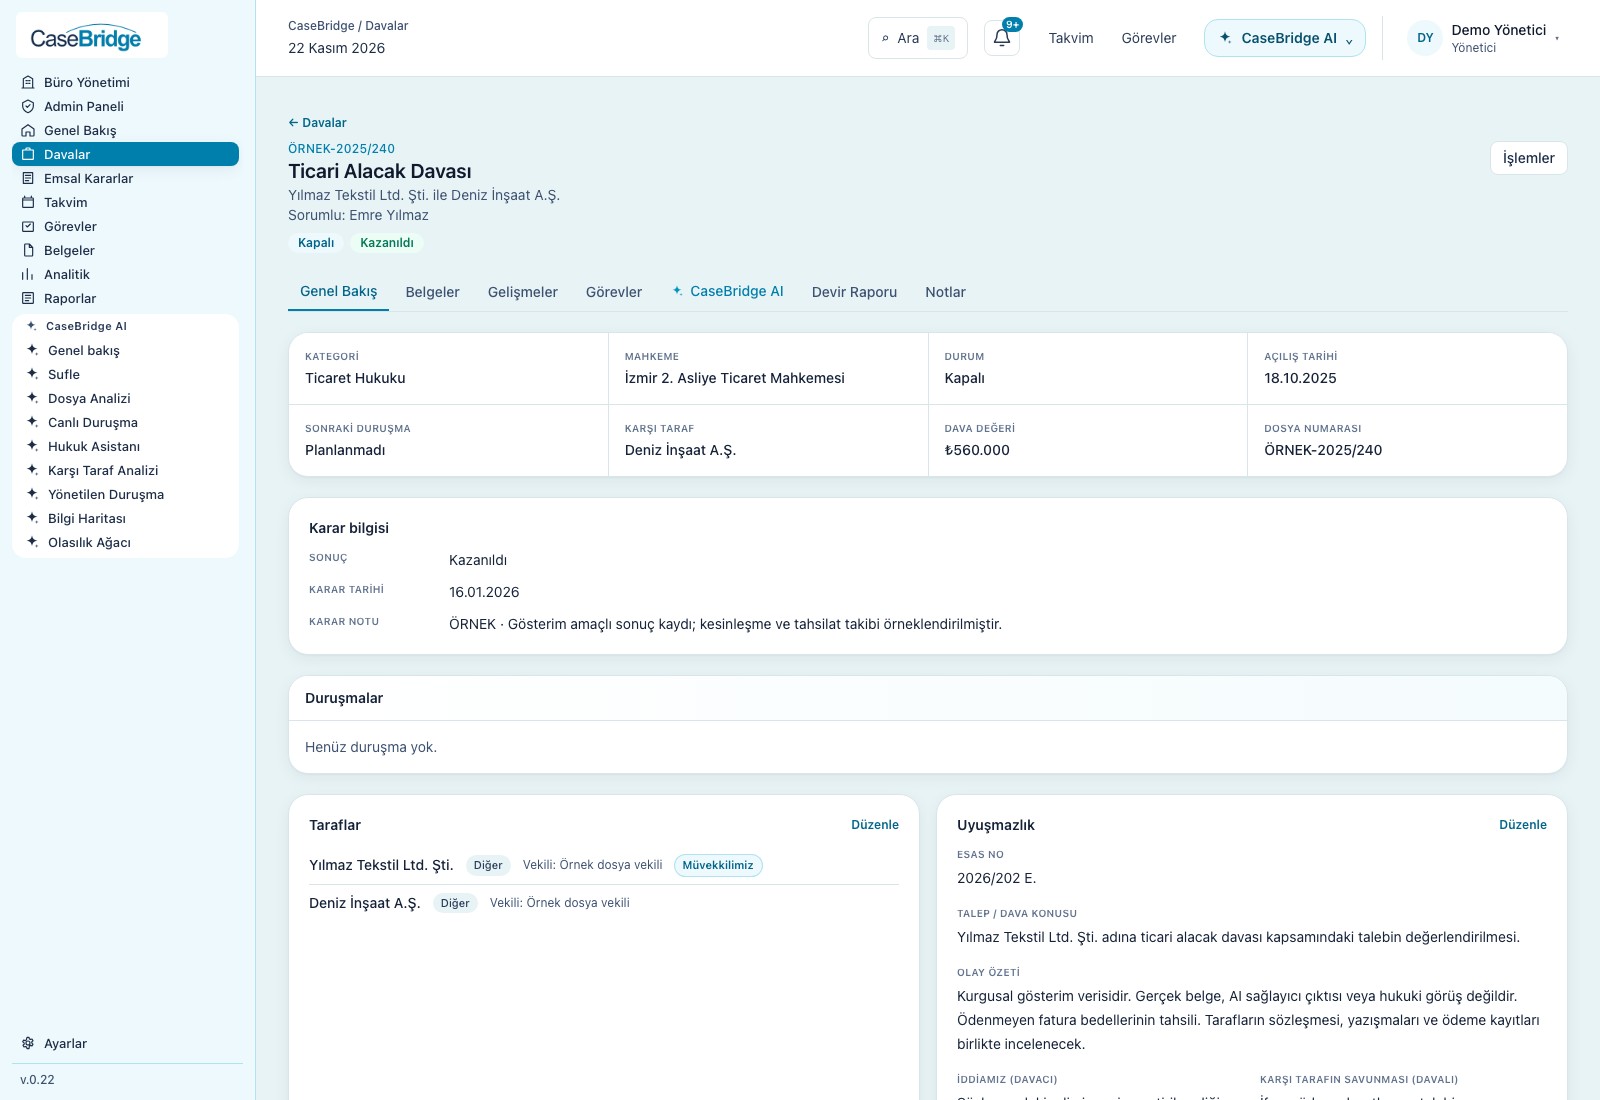 CaseBridge
Büro Yönetimi
Admin Paneli
Genel Bakış
Davalar
Emsal Kararlar
Takvim
Görevler
Belgeler
Analitik
Raporlar
CaseBridge AI
Genel bakış
Sufle
Dosya Analizi
Canlı Duruşma
Hukuk Asistanı
Karşı Taraf Analizi
Yönetilen Duruşma
Bilgi Haritası
Olasılık Ağacı
Ayarlar
v.0.22
CaseBridge / Davalar
22 Kasım 2026
Ara ⌘K
9+
Takvim
Görevler
CaseBridge AI
DY
Demo Yönetici
Yönetici
← Davalar
ÖRNEK-2025/240
Ticari Alacak Davası
Yılmaz Tekstil Ltd. Şti. ile Deniz İnşaat A.Ş.
Sorumlu: Emre Yılmaz
Kapalı Kazanıldı
İşlemler
Genel Bakış Belgeler Gelişmeler Görevler CaseBridge AI Devir Raporu Notlar
KATEGORİ
Ticaret Hukuku
MAHKEME
İzmir 2. Asliye Ticaret Mahkemesi
DURUM
Kapalı
AÇILIŞ TARİHİ
18.10.2025
SONRAKİ DURUŞMA
Planlanmadı
KARŞI TARAF
Deniz İnşaat A.Ş.
DAVA DEĞERİ
₺560.000
DOSYA NUMARASI
ÖRNEK-2025/240
Karar bilgisi
SONUÇ Kazanıldı
KARAR TARİHİ 16.01.2026
KARAR NOTU ÖRNEK · Gösterim amaçlı sonuç kaydı; kesinleşme ve tahsilat takibi örneklendirilmiştir.
Duruşmalar
Henüz duruşma yok.
Taraflar Düzenle
Yılmaz Tekstil Ltd. Şti. Diğer Vekili: Örnek dosya vekili Müvekkilimiz
Deniz İnşaat A.Ş. Diğer Vekili: Örnek dosya vekili
Uyuşmazlık Düzenle
ESAS NO
2026/202 E.
TALEP / DAVA KONUSU
Yılmaz Tekstil Ltd. Şti. adına ticari alacak davası kapsamındaki talebin değerlendirilmesi.
OLAY ÖZETİ
Kurgusal gösterim verisidir. Gerçek belge, AI sağlayıcı çıktısı veya hukuki görüş değildir.
Ödenmeyen fatura bedellerinin tahsili. Tarafların sözleşmesi, yazışmaları ve ödeme kayıtları
birlikte incelenecek.
İDDİAMIZ (DAVACI) KARŞI TARAFIN SAVUNMASI (DAVALI)